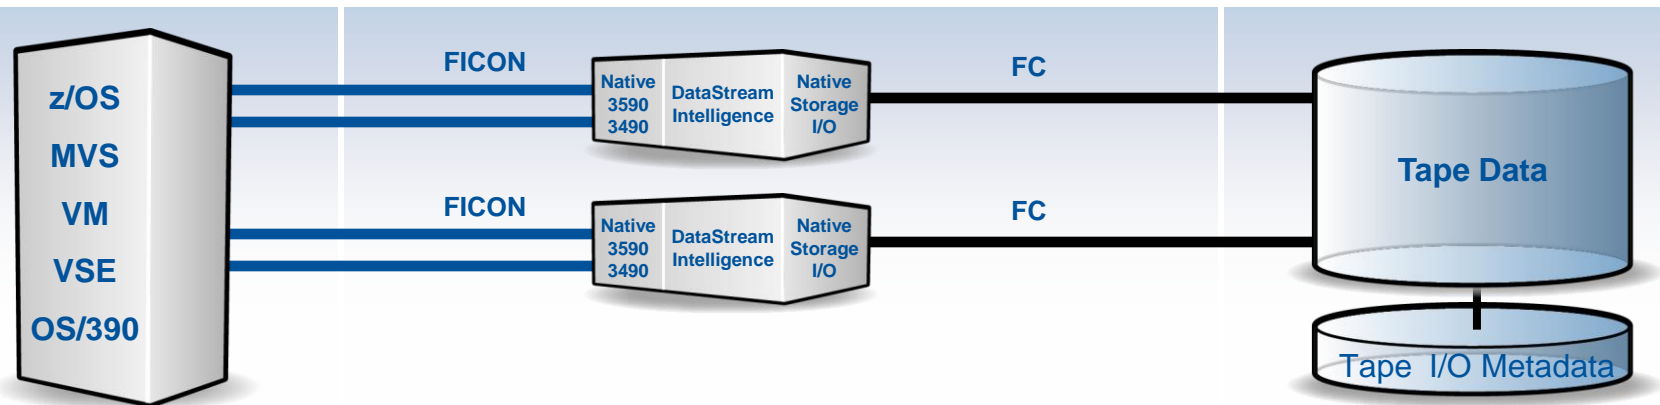 z/OS
MVS
VM
VSE
OS/390
FICON
Native
3590
3490
DataStream
Intelligence
Native
Storage
I/O
FC
FICON
Native
3590
3490
DataStream
Intelligence
Native
Storage
I/O
FC
Tape Data
Tape I/O Metadata